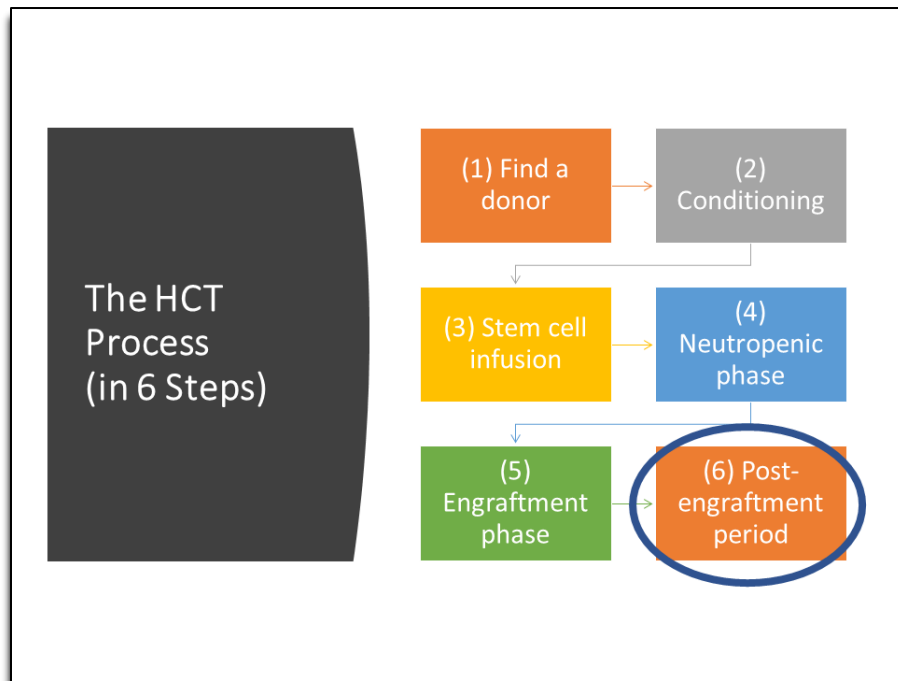 The HCT
Process
(in 6 Steps)
(1) Find a
donor
(2)
Conditioning
(3) Stem cell
infusion
(4)
Neutropenic
phase
(5)
Engraftment
phase
(6) Post-
engraftment
period